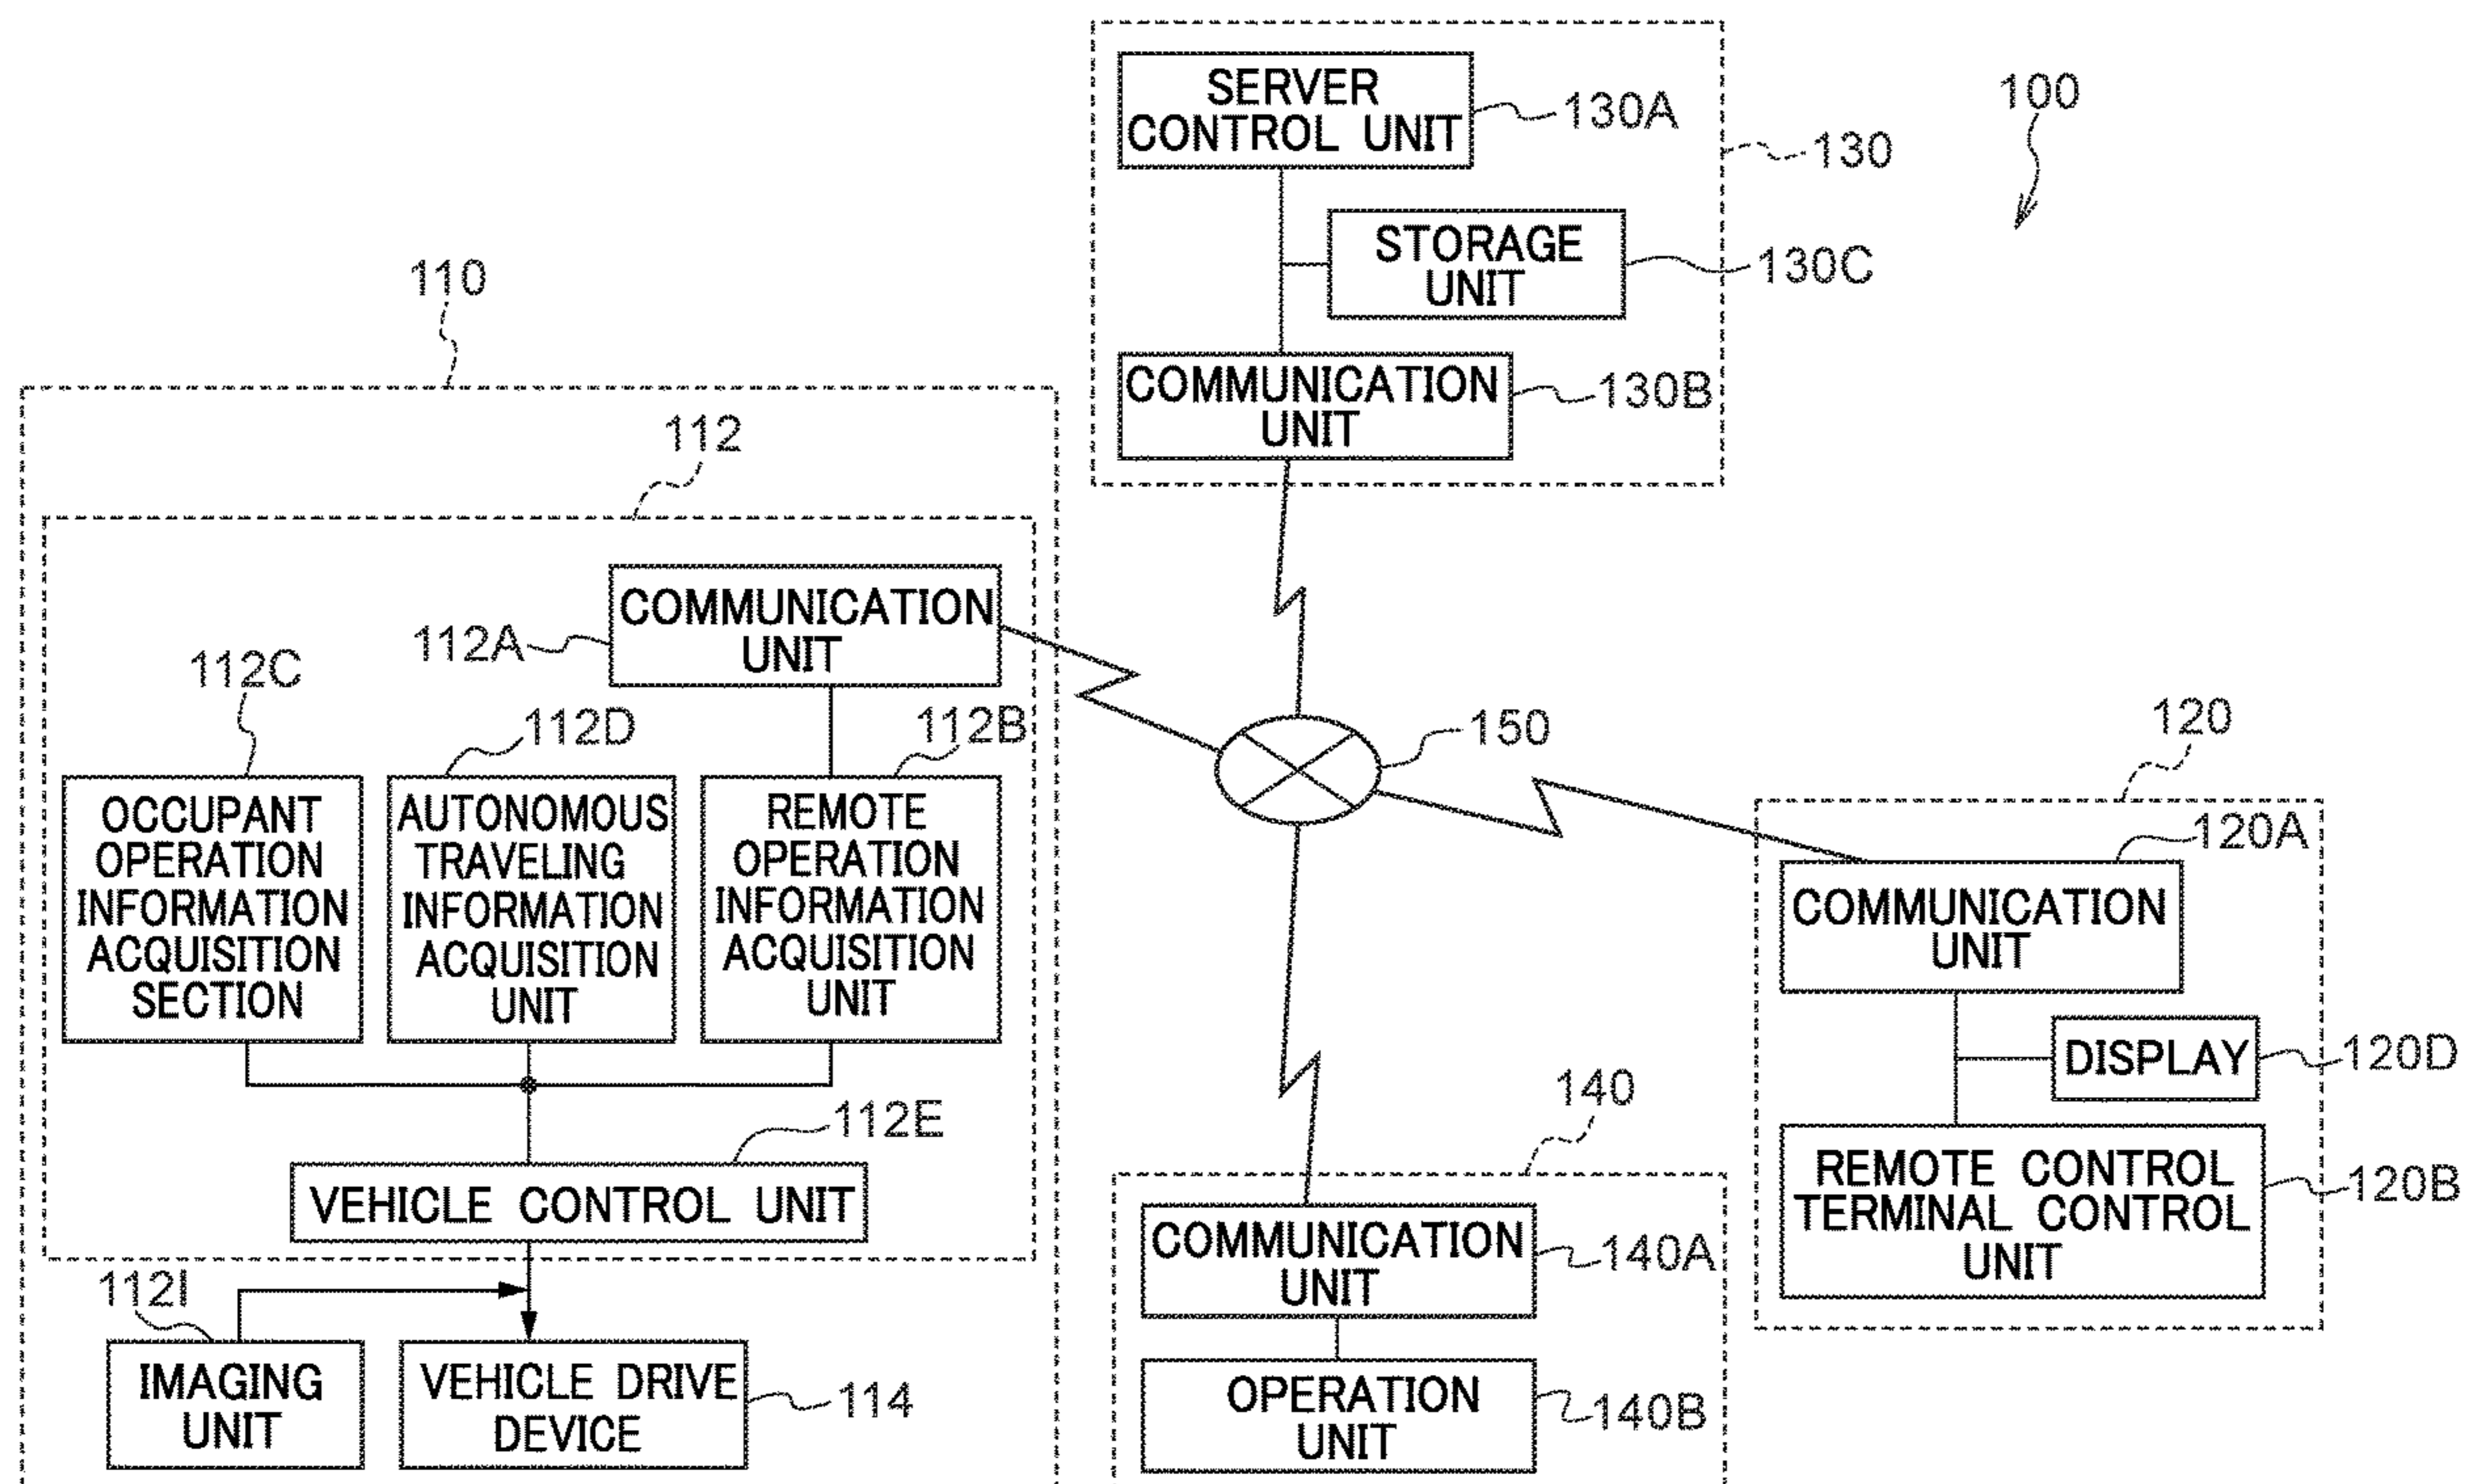 100
130
SERVER
CONTROL UNIT
130A
STORAGE
UNIT
130C
COMMUNICATION
UNIT
130B
110
112
COMMUNICATION
UNIT
112A
112C
112D
112B
OCCUPANT
OPERATION
INFORMATION
ACQUISITION
SECTION
AUTONOMOUS
TRAVELING
INFORMATION
ACQUISITION
UNIT
REMOTE
OPERATION
INFORMATION
ACQUISITION
UNIT
112E
VEHICLE CONTROL UNIT
112I
IMAGING
UNIT
VEHICLE DRIVE
DEVICE
114
150
120
120A
COMMUNICATION
UNIT
DISPLAY
120D
REMOTE CONTROL
TERMINAL CONTROL
UNIT
120B
140
COMMUNICATION
UNIT
140A
OPERATION
UNIT
140B